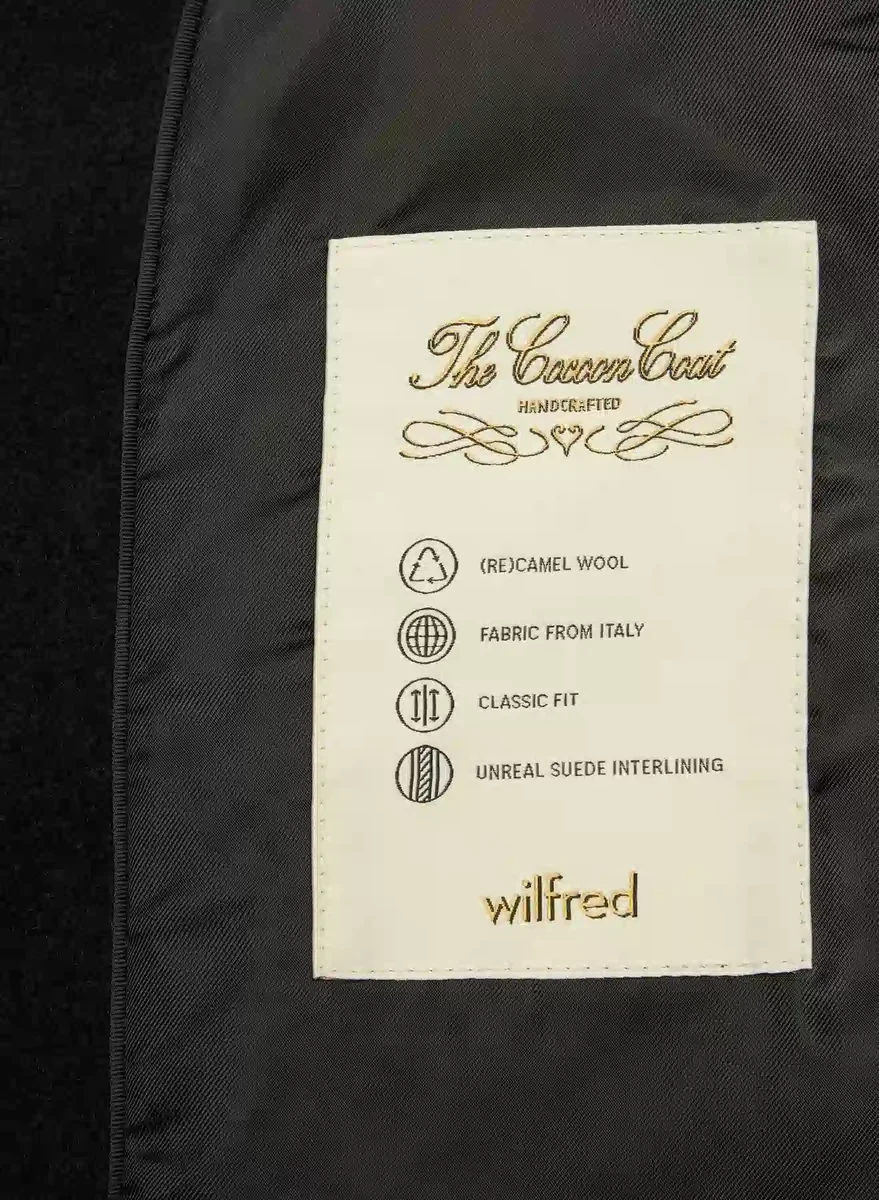 The Cocoon Coat
HANDCRAFTED
(RE)CAMEL WOOL
FABRIC FROM ITALY
CLASSIC FIT
UNREAL SUEDE INTERLINING
wilfred